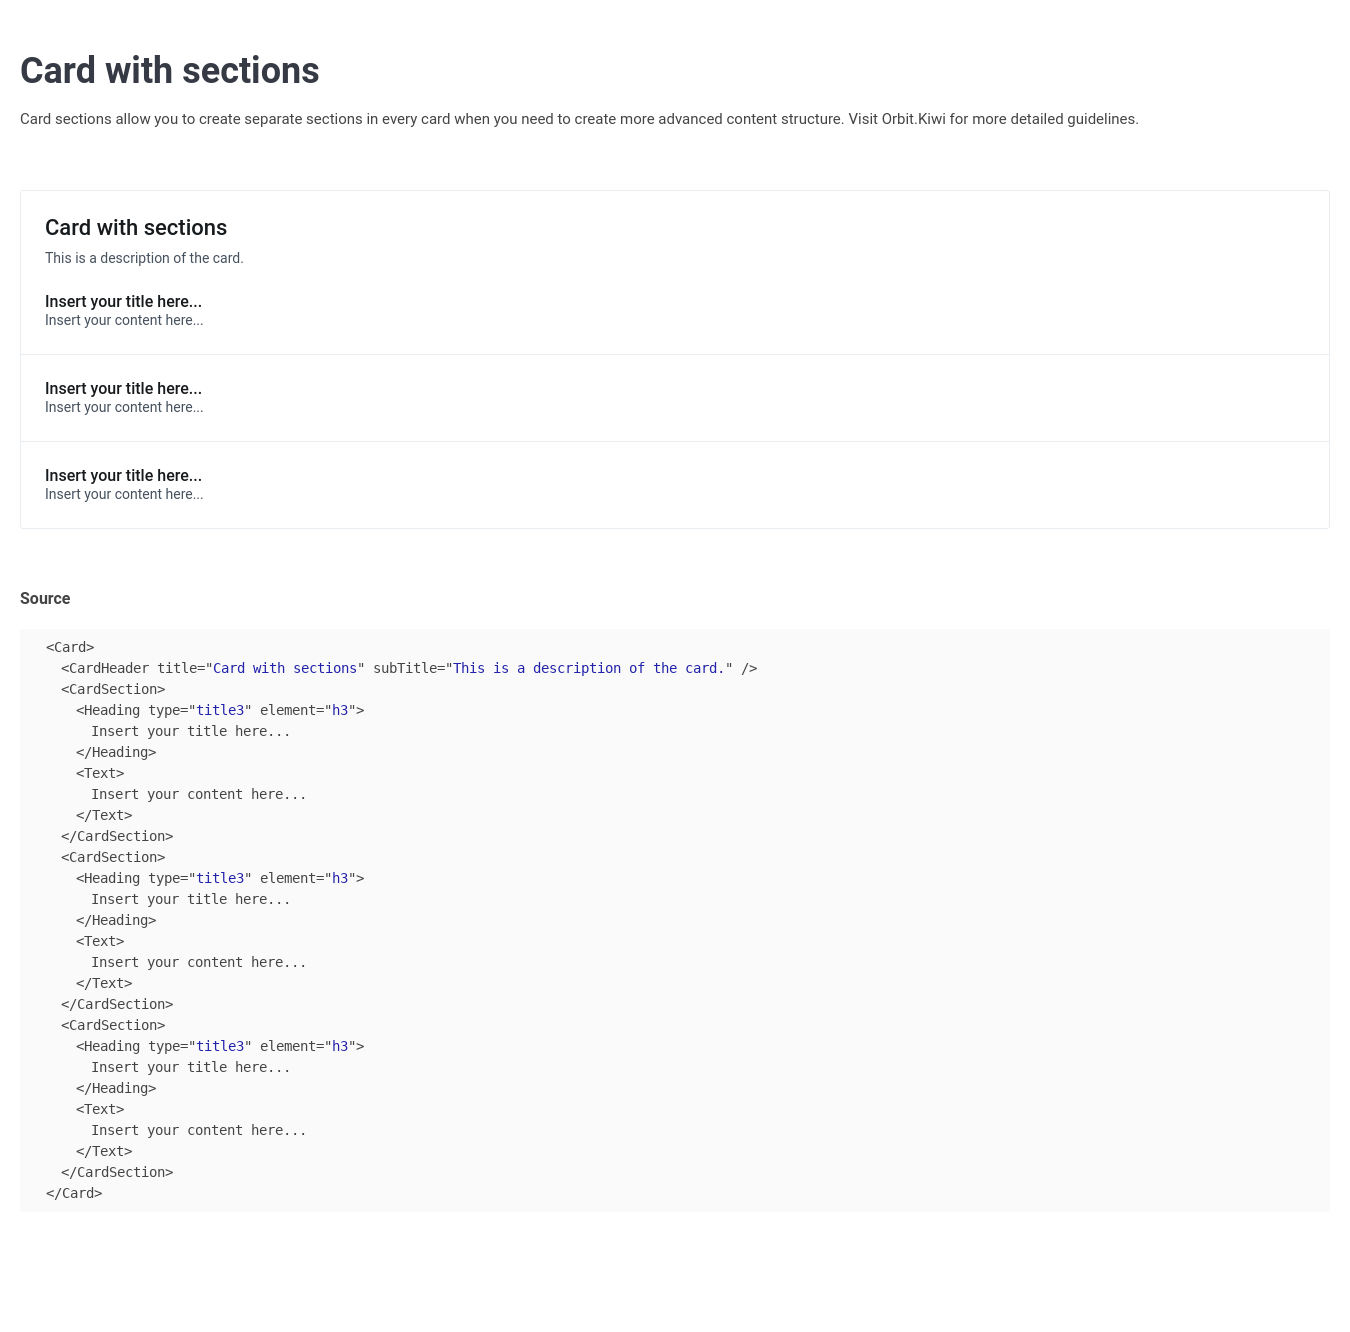 Card with sections
Card sections allow you to create separate sections in every card when you need to create more advanced content structure. Visit Orbit.Kiwi for more detailed guidelines.
Card with sections
This is a description of the card.
Insert your title here...
Insert your content here...
Insert your title here...
Insert your content here...
Insert your title here...
Insert your content here...
Source
<Card>
  <CardHeader title="Card with sections" subTitle="This is a description of the card." />
  <CardSection>
    <Heading type="title3" element="h3">
      Insert your title here...
    </Heading>
    <Text>
      Insert your content here...
    </Text>
  </CardSection>
  <CardSection>
    <Heading type="title3" element="h3">
      Insert your title here...
    </Heading>
    <Text>
      Insert your content here...
    </Text>
  </CardSection>
  <CardSection>
    <Heading type="title3" element="h3">
      Insert your title here...
    </Heading>
    <Text>
      Insert your content here...
    </Text>
  </CardSection>
</Card>